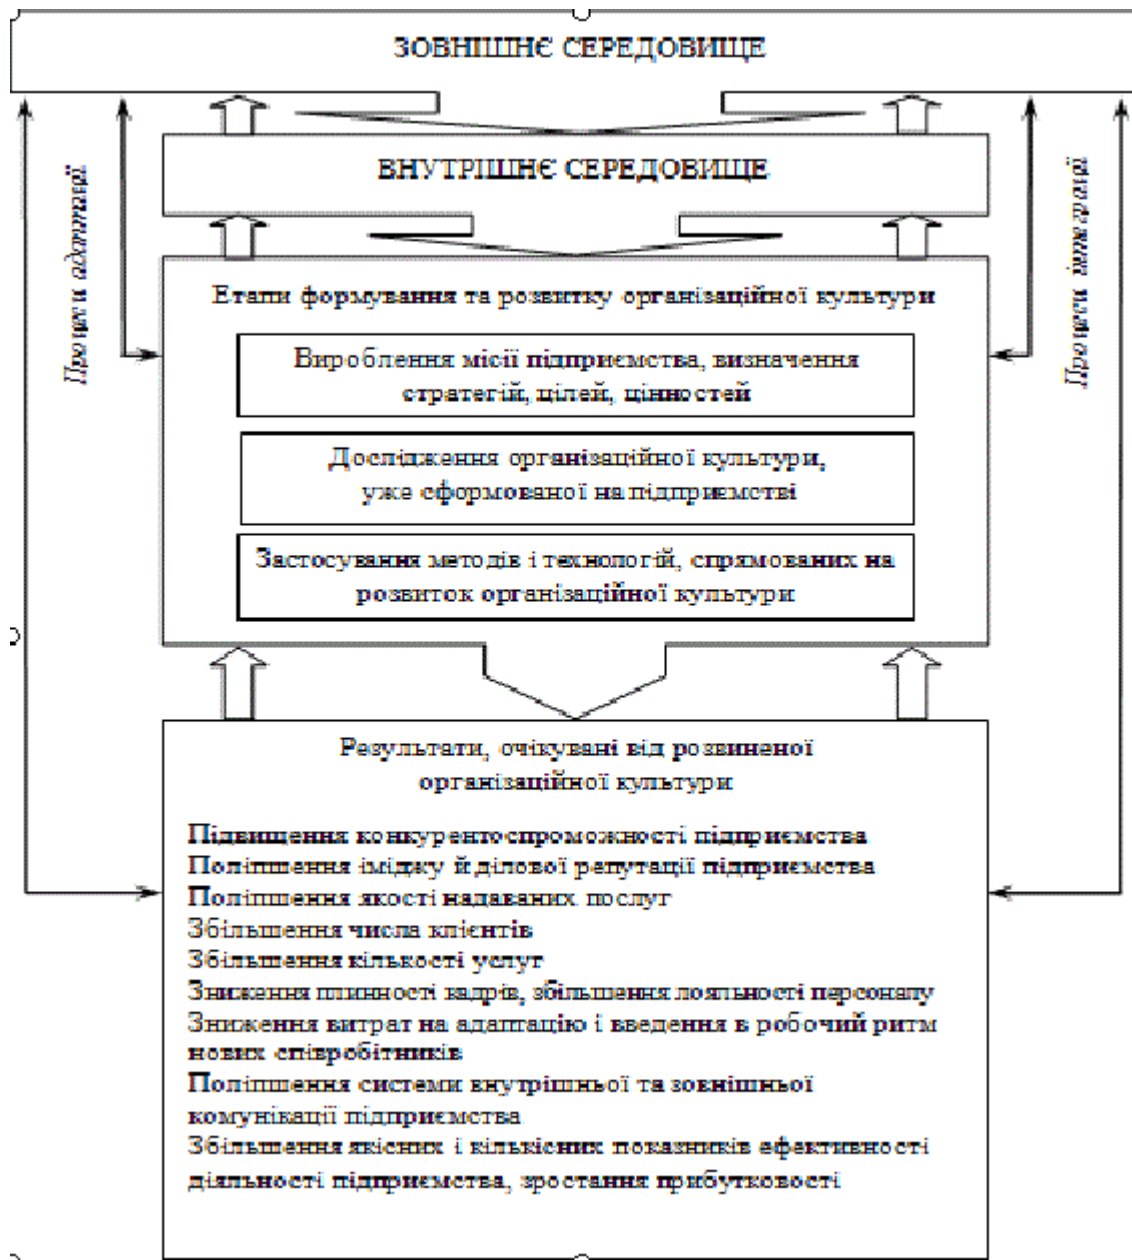 ЗОВНІШНЄ СЕРЕДОВИЩЕ
ВНУТРІШНЄ СЕРЕДОВИЩЕ
Процеси адаптації
Процеси інтеграції
Етапи формування та розвитку організаційної культури
Вироблення місії підприємства, визначення
стратегій, цілей, цінностей
Дослідження організаційної культури,
уже сформованої на підприємстві
Застосування методів і технологій, спрямованих на
розвиток організаційної культури
Результати, очікувані від розвиненої
організаційної культури
Підвищення конкурентоспроможності підприємства
Поліпшення іміджу й ділової репутації підприємства
Поліпшення якості надаваних послуг
Збільшення числа клієнтів
Збільшення кількості услуг
Зниження плинності кадрів, збільшення лояльності персоналу
Зниження витрат на адаптацію і введення в робочий ритм
нових співробітників
Поліпшення системи внутрішньої та зовнішньої
комунікації підприємства
Збільшення якісних і кількісних показників ефективності
діяльності підприємства, зростання прибутковості